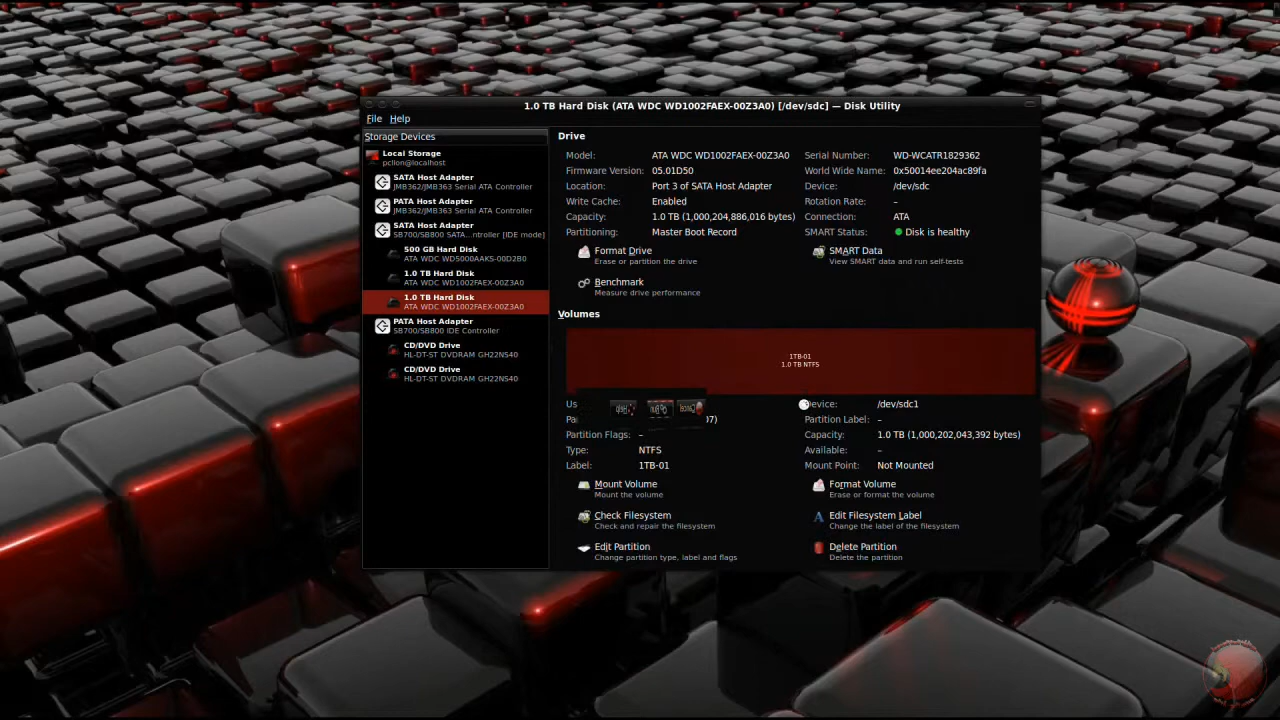 1.0 TB Hard Disk (ATA WDC WD1002FAEX-00Z3A0) [/dev/sdc] — Disk Utility
File Help
Storage Devices
Local Storage
pclion@localhost
SATA Host Adapter
JMB362/JMB363 Serial ATA Controller
PATA Host Adapter
JMB362/JMB363 Serial ATA Controller
SATA Host Adapter
SB700/SB800 SATA...ntroller [IDE mode]
500 GB Hard Disk
ATA WDC WD5000AAKS-00D2B0
1.0 TB Hard Disk
ATA WDC WD1002FAEX-00Z3A0
1.0 TB Hard Disk
ATA WDC WD1002FAEX-00Z3A0
PATA Host Adapter
SB700/SB800 IDE Controller
CD/DVD Drive
HL-DT-ST DVDRAM GH22NS40
CD/DVD Drive
HL-DT-ST DVDRAM GH22NS40
Drive
Model: ATA WDC WD1002FAEX-00Z3A0 Serial Number: WD-WCATR1829362
Firmware Version: 05.01D50 World Wide Name: 0x50014ee204ac89fa
Location: Port 3 of SATA Host Adapter Device: /dev/sdc
Write Cache: Enabled Rotation Rate: –
Capacity: 1.0 TB (1,000,204,886,016 bytes) Connection: ATA
Partitioning: Master Boot Record SMART Status: Disk is healthy
Format Drive SMART Data
Erase or partition the drive View SMART data and run self-tests
Benchmark
Measure drive performance
Volumes
1TB-01
1.0 TB NTFS
Us Device: /dev/sdc1
Pa 07) Partition Label: –
Partition Flags: – Capacity: 1.0 TB (1,000,202,043,392 bytes)
Type: NTFS Available: –
Label: 1TB-01 Mount Point: Not Mounted
Mount Volume Format Volume
Mount the volume Erase or format the volume
Check Filesystem Edit Filesystem Label
Check and repair the filesystem Change the label of the filesystem
Edit Partition Delete Partition
Change partition type, label and flags Delete the partition